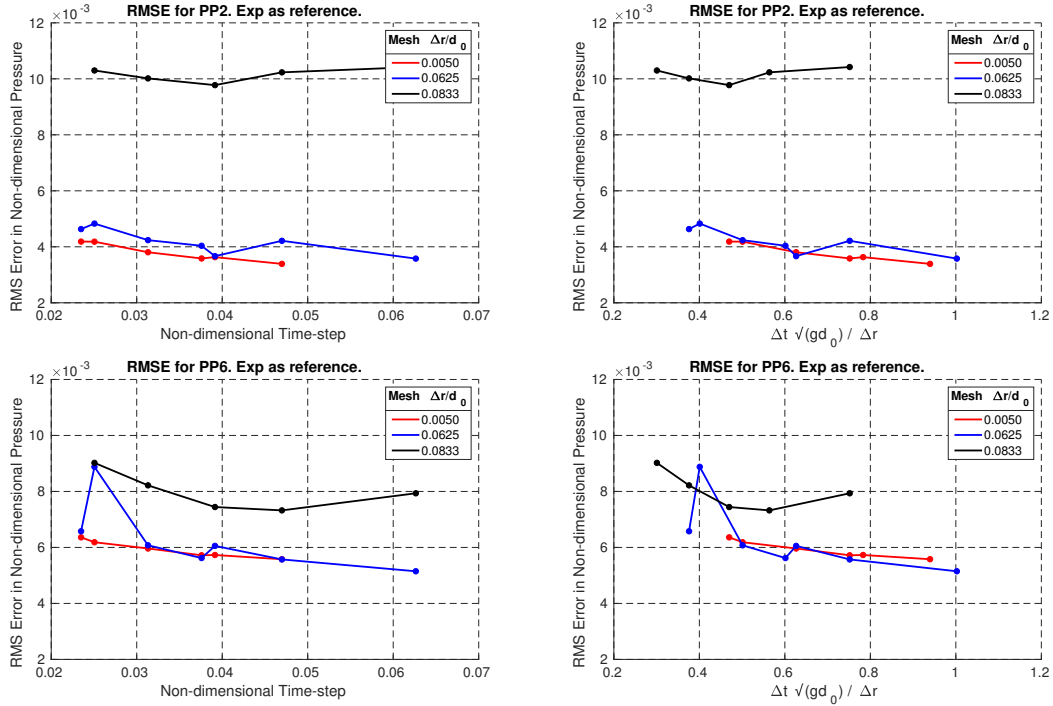 RMSE for PP2. Exp as reference.
×10⁻³
RMS Error in Non-dimensional Pressure
12
10
8
6
4
2
Mesh Δr/d₀
0.0050
0.0625
0.0833
0.02 0.03 0.04 0.05 0.06 0.07
Non-dimensional Time-step
RMSE for PP2. Exp as reference.
×10⁻³
RMS Error in Non-dimensional Pressure
12
10
8
6
4
2
Mesh Δr/d₀
0.0050
0.0625
0.0833
0.2 0.4 0.6 0.8 1 1.2
Δt √(gd₀) / Δr
RMSE for PP6. Exp as reference.
×10⁻³
RMS Error in Non-dimensional Pressure
12
10
8
6
4
2
Mesh Δr/d₀
0.0050
0.0625
0.0833
0.02 0.03 0.04 0.05 0.06 0.07
Non-dimensional Time-step
RMSE for PP6. Exp as reference.
×10⁻³
RMS Error in Non-dimensional Pressure
12
10
8
6
4
2
Mesh Δr/d₀
0.0050
0.0625
0.0833
0.2 0.4 0.6 0.8 1 1.2
Δt √(gd₀) / Δr